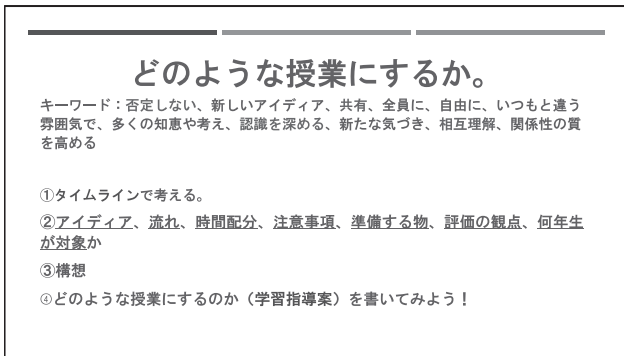 どのような授業にするか。
キーワード：否定しない、新しいアイディア、共有、全員に、自由に、いつもと違う
雰囲気で、多くの知恵や考え、認識を深める、新たな気づき、相互理解、関係性の質
を高める
①タイムラインで考える。
②アイディア、流れ、時間配分、注意事項、準備する物、評価の観点、何年生
が対象か
③構想
④どのような授業にするのか（学習指導案）を書いてみよう！